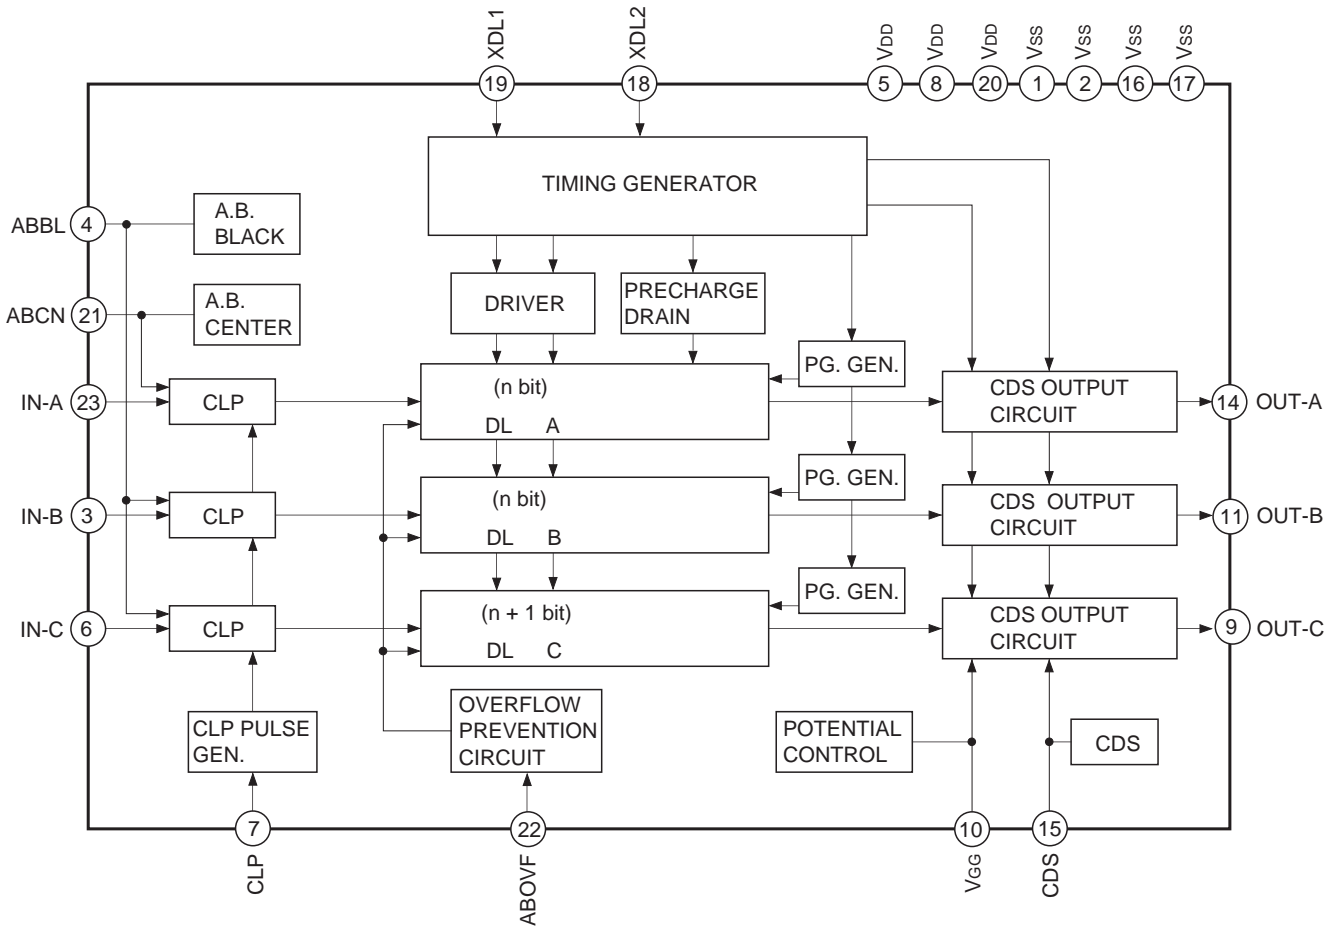 XDL1
XDL2
VDD
VDD
VDD
VSS
VSS
VSS
VSS
19
18
5
8
20
1
2
16
17
TIMING GENERATOR
ABBL
4
A.B.
BLACK
ABCN
21
A.B.
CENTER
DRIVER
PRECHARGE
DRAIN
PG. GEN.
IN-A
23
CLP
(n bit)
DL A
CDS OUTPUT
CIRCUIT
14
OUT-A
PG. GEN.
IN-B
3
CLP
(n bit)
DL B
CDS OUTPUT
CIRCUIT
11
OUT-B
PG. GEN.
IN-C
6
CLP
(n + 1 bit)
DL C
CDS OUTPUT
CIRCUIT
9
OUT-C
CLP PULSE
GEN.
OVERFLOW
PREVENTION
CIRCUIT
POTENTIAL
CONTROL
CDS
7
22
10
15
CLP
ABOVF
VGG
CDS